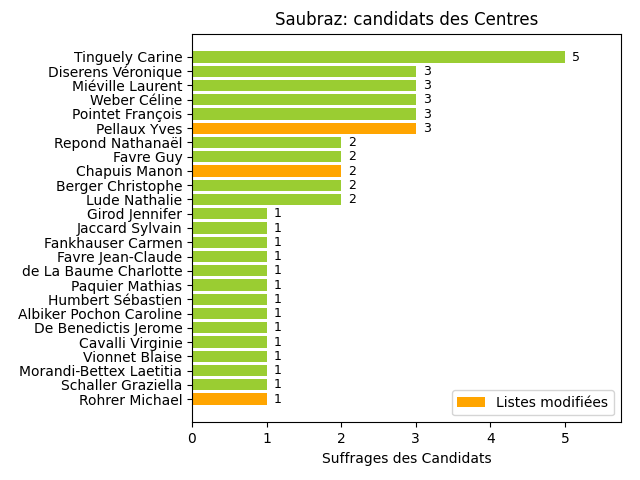 Saubraz: candidats des Centres
Tinguely Carine 5
Diserens Véronique 3
Miéville Laurent 3
Weber Céline 3
Pointet François 3
Pellaux Yves 3
Repond Nathanaël 2
Favre Guy 2
Chapuis Manon 2
Berger Christophe 2
Lude Nathalie 2
Girod Jennifer 1
Jaccard Sylvain 1
Fankhauser Carmen 1
Favre Jean-Claude 1
de La Baume Charlotte 1
Paquier Mathias 1
Humbert Sébastien 1
Albiker Pochon Caroline 1
De Benedictis Jerome 1
Cavalli Virginie 1
Vionnet Blaise 1
Morandi-Bettex Laetitia 1
Schaller Graziella 1
Rohrer Michael 1
Listes modifiées
0 1 2 3 4 5
Suffrages des Candidats